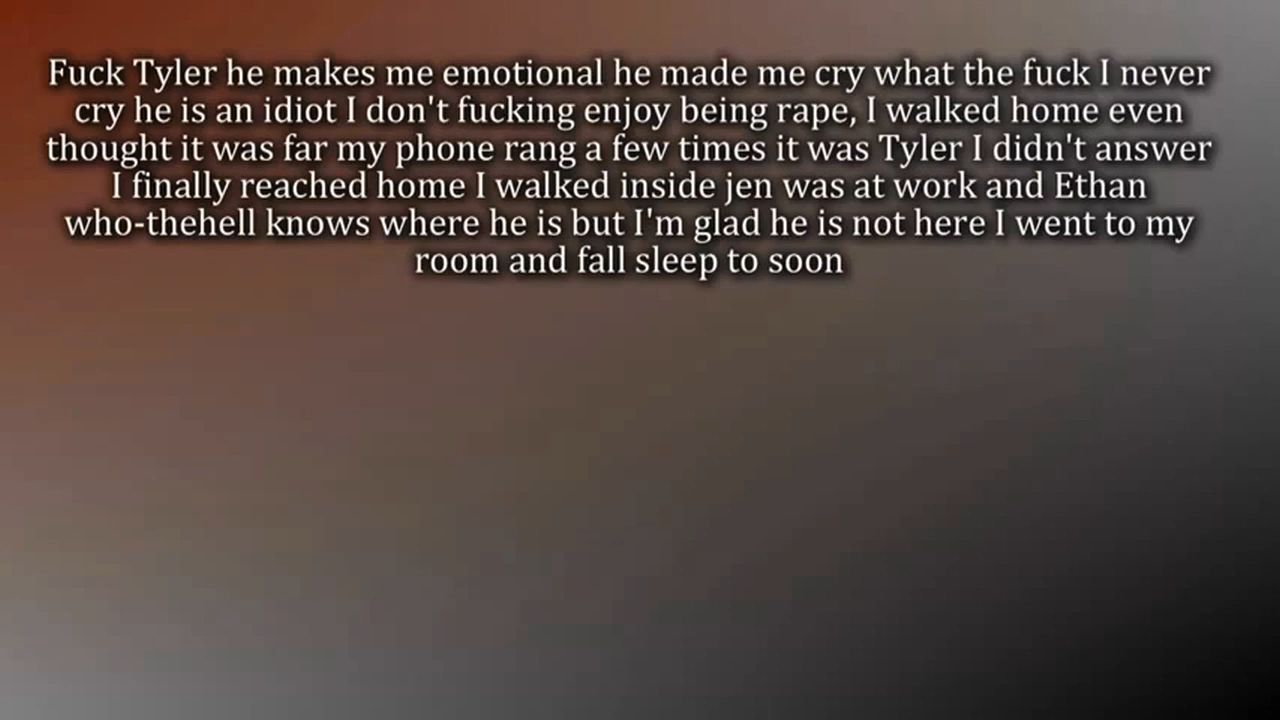 Fuck Tyler he makes me emotional he made me cry what the fuck I never
cry he is an idiot I don't fucking enjoy being rape, I walked home even
thought it was far my phone rang a few times it was Tyler I didn't answer
I finally reached home I walked inside jen was at work and Ethan
who-thehell knows where he is but I'm glad he is not here I went to my
room and fall sleep to soon